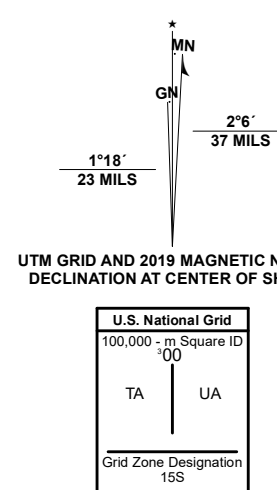 ★
MN
GN
2°6´
37 MILS
1°18´
23 MILS
UTM GRID AND 2019 MAGNETIC N
DECLINATION AT CENTER OF SH
U.S. National Grid
100,000 - m Square ID
³00
TA UA
Grid Zone Designation
15S